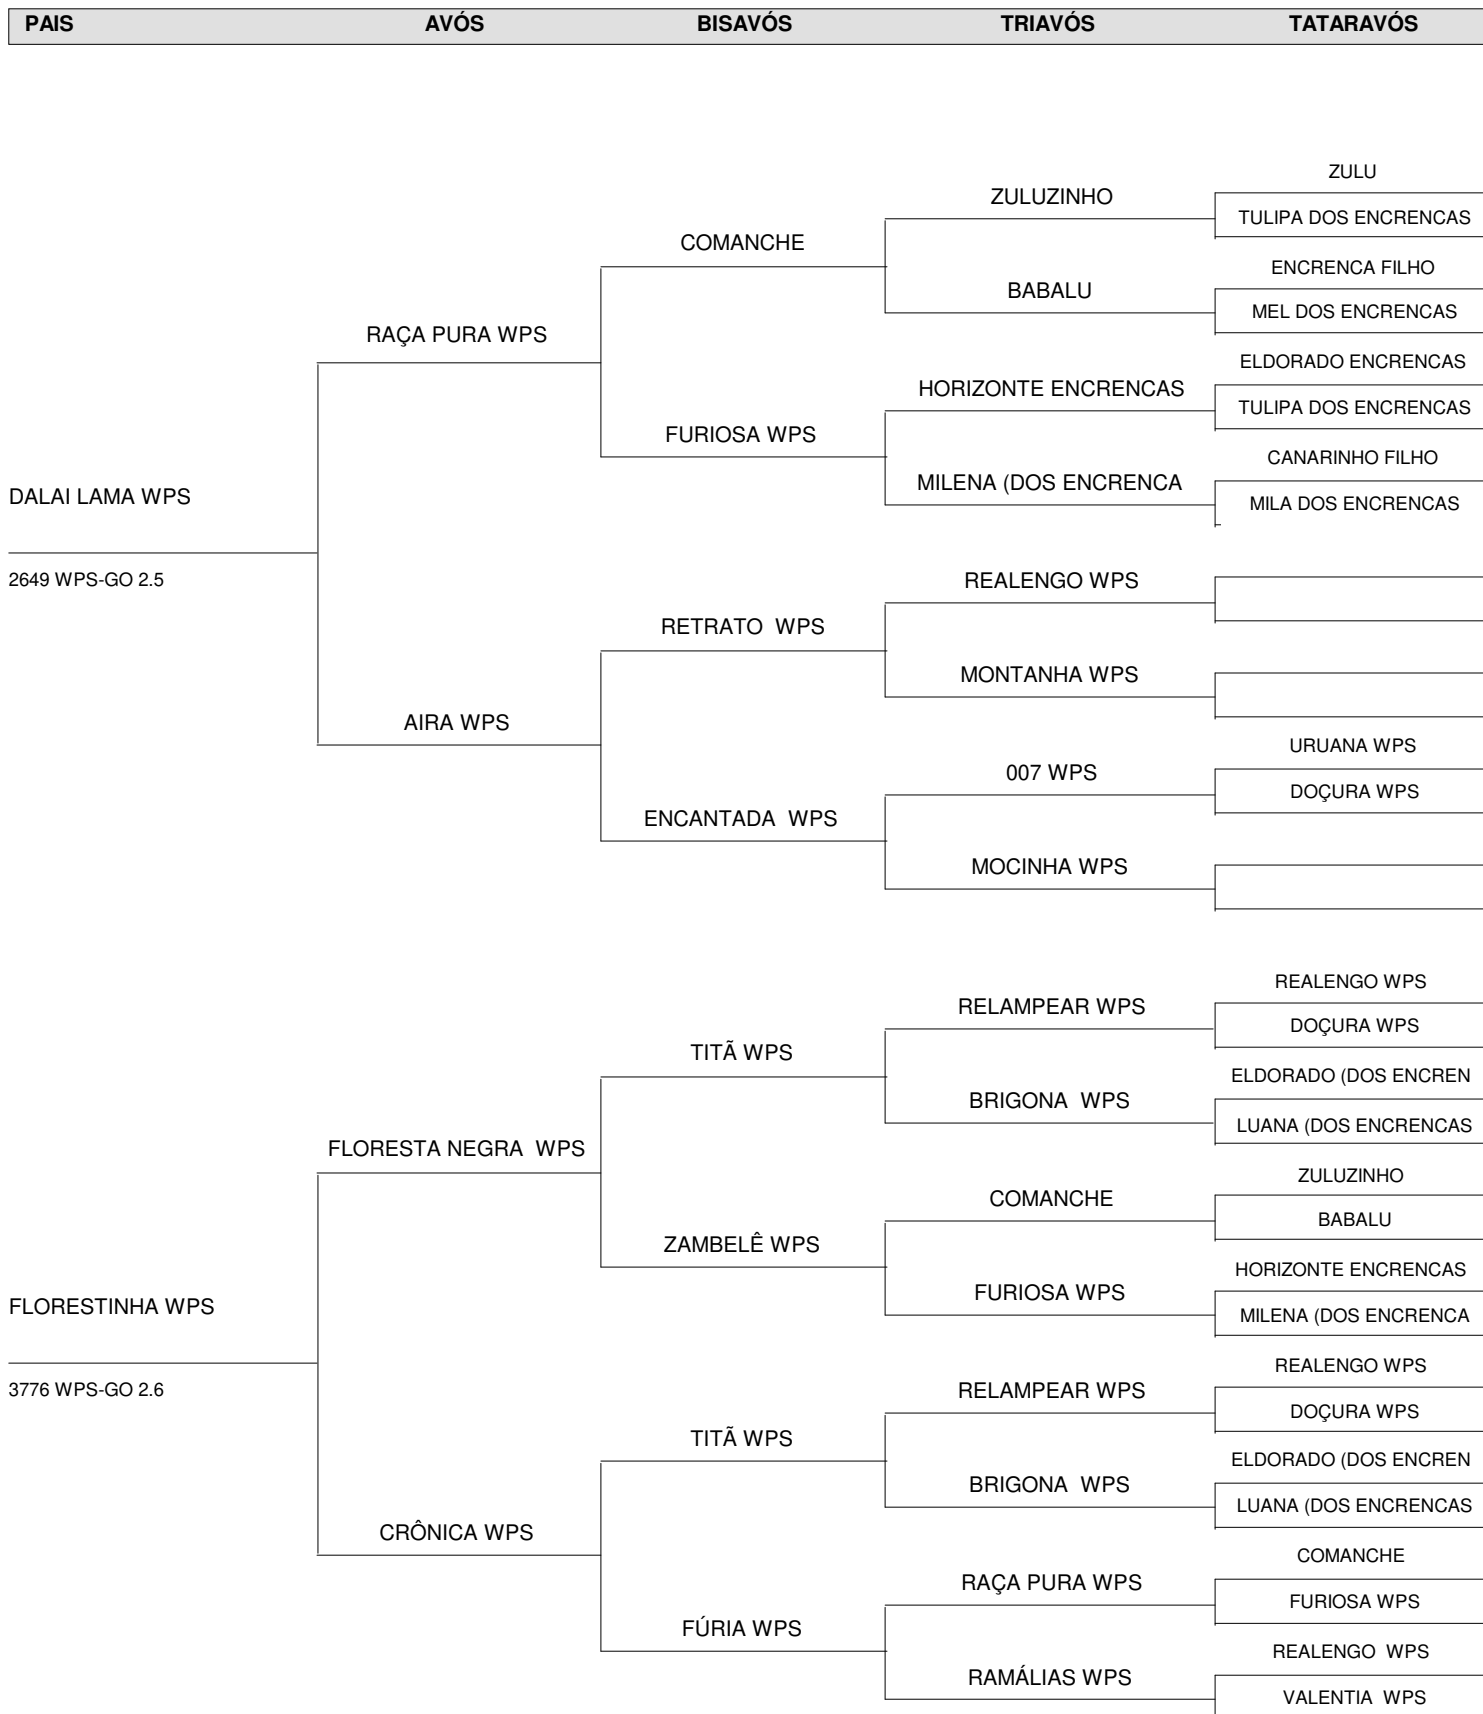 PAIS AVÓS BISAVÓS TRIAVÓS TATARAVÓS
ZULU
ZULUZINHO
TULIPA DOS ENCRENCAS
COMANCHE
ENCRENCA FILHO
BABALU
MEL DOS ENCRENCAS
RAÇA PURA WPS
ELDORADO ENCRENCAS
HORIZONTE ENCRENCAS
TULIPA DOS ENCRENCAS
FURIOSA WPS
CANARINHO FILHO
MILENA (DOS ENCRENCA
DALAI LAMA WPS
MILA DOS ENCRENCAS
2649 WPS-GO 2.5
REALENGO WPS
RETRATO WPS
MONTANHA WPS
AIRA WPS
URUANA WPS
007 WPS
DOÇURA WPS
ENCANTADA WPS
MOCINHA WPS
REALENGO WPS
RELAMPEAR WPS
DOÇURA WPS
TITÃ WPS
ELDORADO (DOS ENCREN
BRIGONA WPS
LUANA (DOS ENCRENCAS
FLORESTA NEGRA WPS
ZULUZINHO
COMANCHE
BABALU
ZAMBELÊ WPS
HORIZONTE ENCRENCAS
FURIOSA WPS
FLORESTINHA WPS
MILENA (DOS ENCRENCA
REALENGO WPS
3776 WPS-GO 2.6
RELAMPEAR WPS
DOÇURA WPS
TITÃ WPS
ELDORADO (DOS ENCREN
BRIGONA WPS
LUANA (DOS ENCRENCAS
CRÔNICA WPS
COMANCHE
RAÇA PURA WPS
FURIOSA WPS
FÚRIA WPS
REALENGO WPS
RAMÁLIAS WPS
VALENTIA WPS